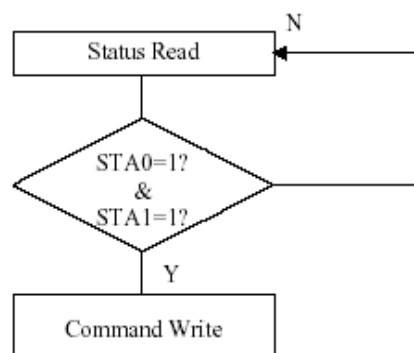 N
Status Read
STA0=1?
&
STA1=1?
Y
Command Write